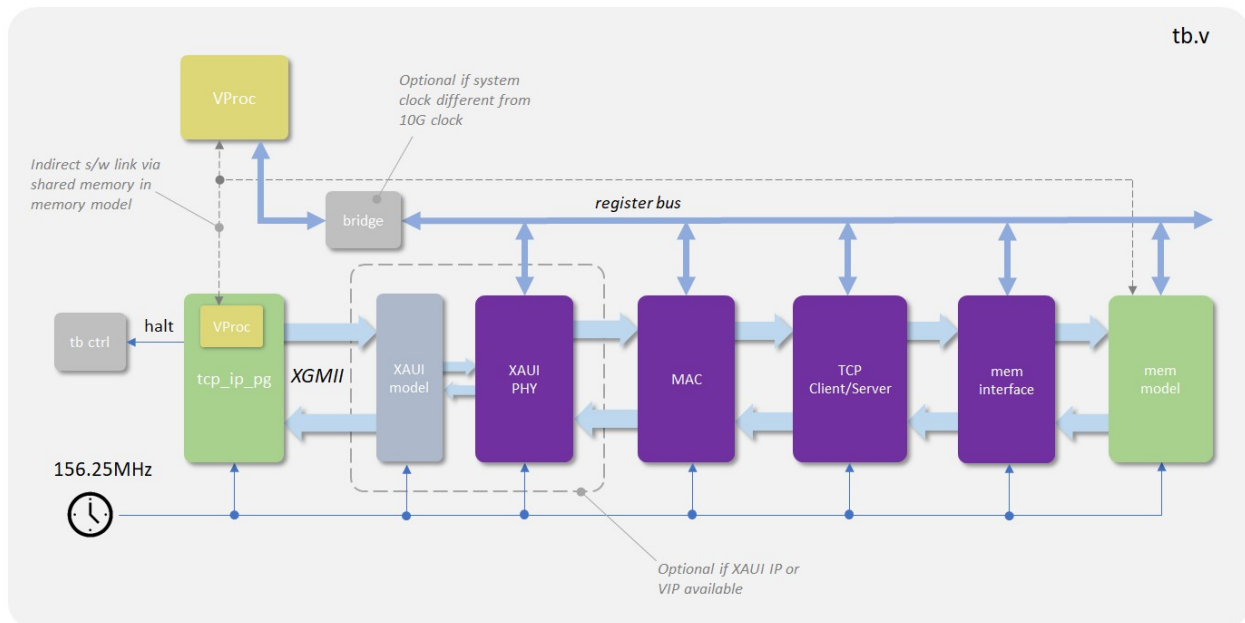 tb.v
VProc
Optional if system
clock different from
10G clock
Indirect s/w link via
shared memory in
memory model
bridge
register bus
tb ctrl
halt
VProc
tcp_ip_pg
XGMII
XAUI
model
XAUI
PHY
MAC
TCP
Client/Server
mem
interface
mem
model
156.25MHz
Optional if XAUI IP or
VIP available